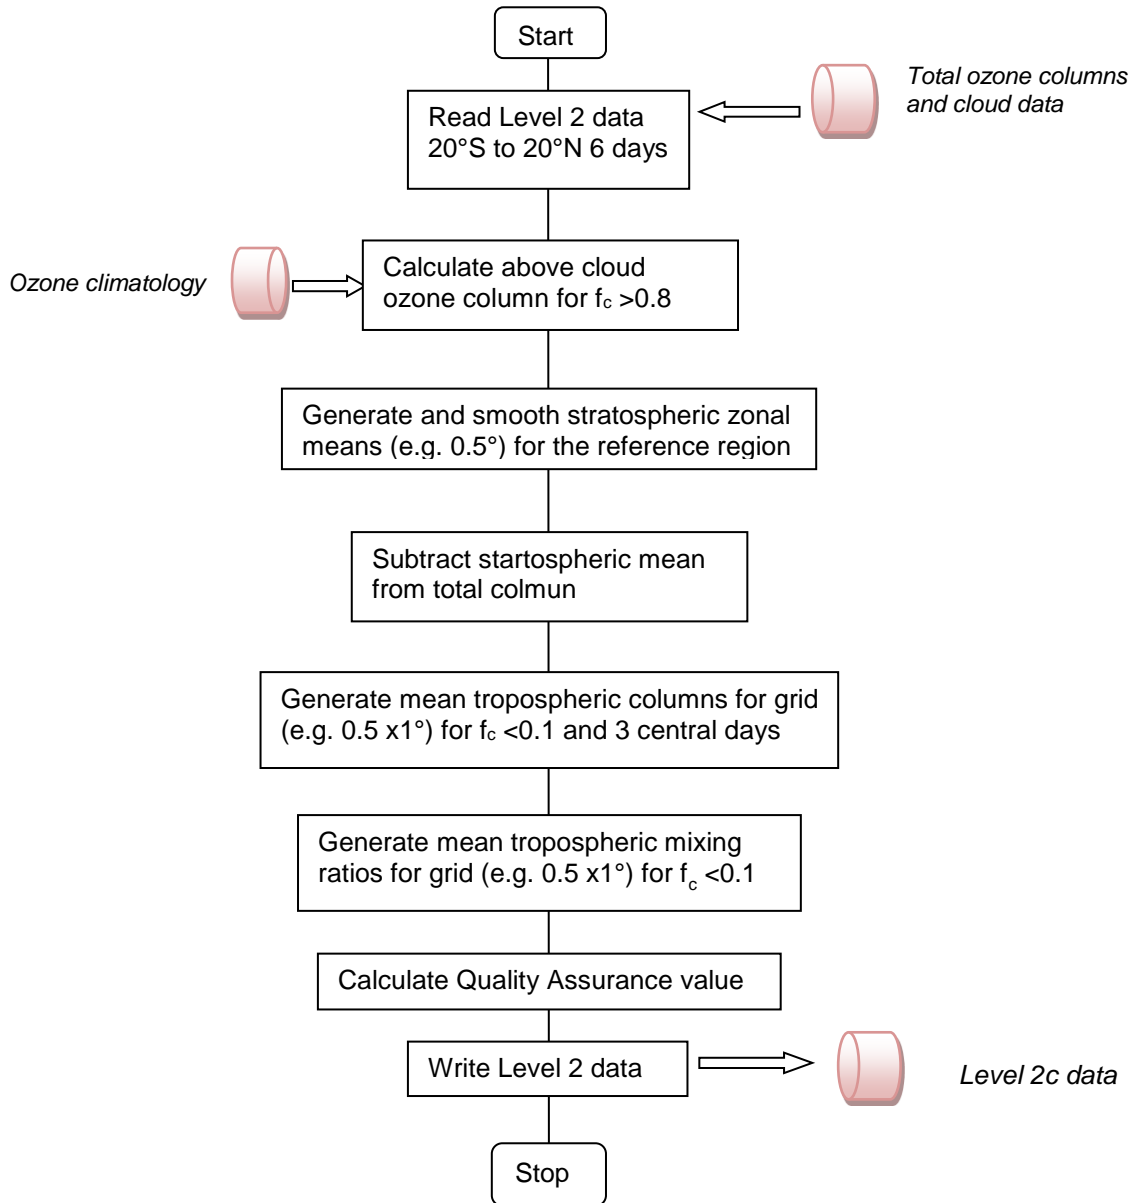 Start
Total ozone columns
and cloud data
Read Level 2 data
20°S to 20°N 6 days
Ozone climatology
Calculate above cloud
ozone column for fc >0.8
Generate and smooth stratospheric zonal
means (e.g. 0.5°) for the reference region
Subtract startospheric mean
from total colmun
Generate mean tropospheric columns for grid
(e.g. 0.5 x1°) for fc <0.1 and 3 central days
Generate mean tropospheric mixing
ratios for grid (e.g. 0.5 x1°) for fc <0.1
Calculate Quality Assurance value
Write Level 2 data
Level 2c data
Stop